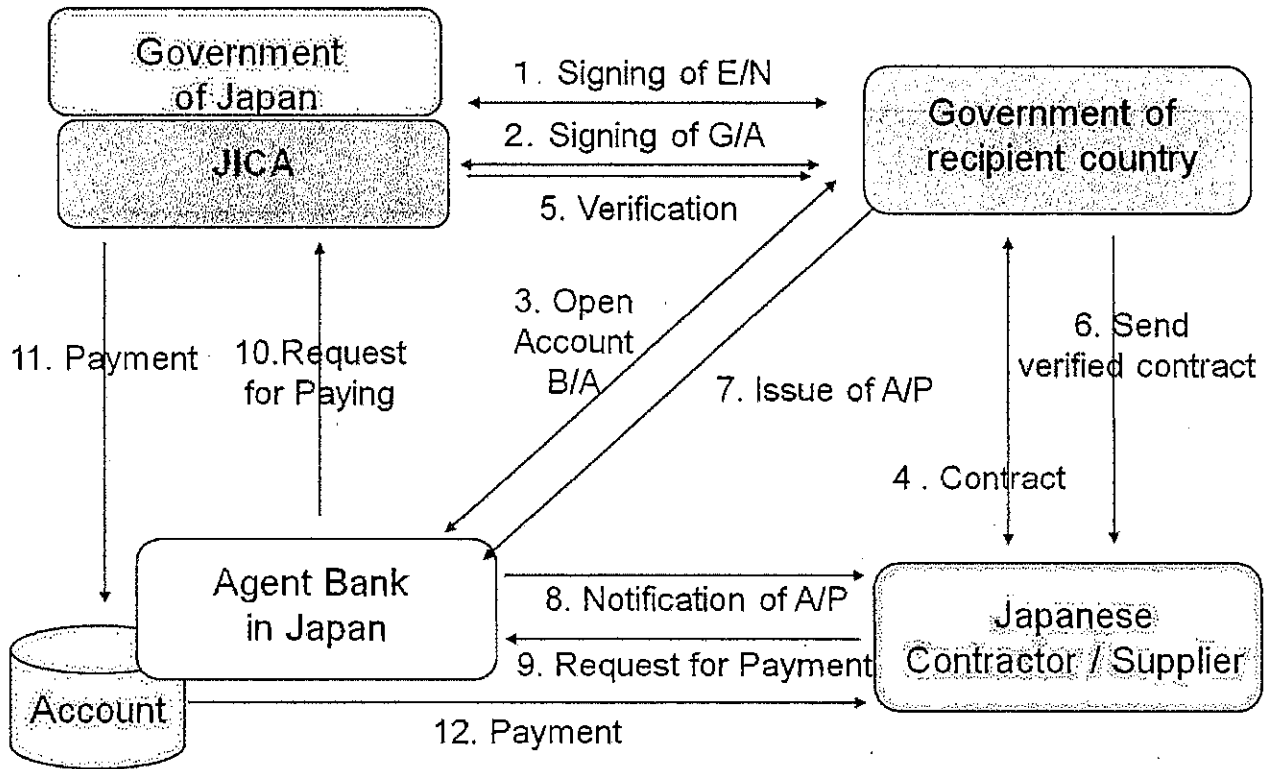 Government
of Japan
JICA
1. Signing of E/N
2. Signing of G/A
5. Verification
Government of
recipient country
11. Payment
10.Request
for Paying
3. Open
Account
B/A
7. Issue of A/P
6. Send
verified contract
4 . Contract
Agent Bank
in Japan
Account
8. Notification of A/P
9. Request for Payment
12. Payment
Japanese
Contractor / Supplier